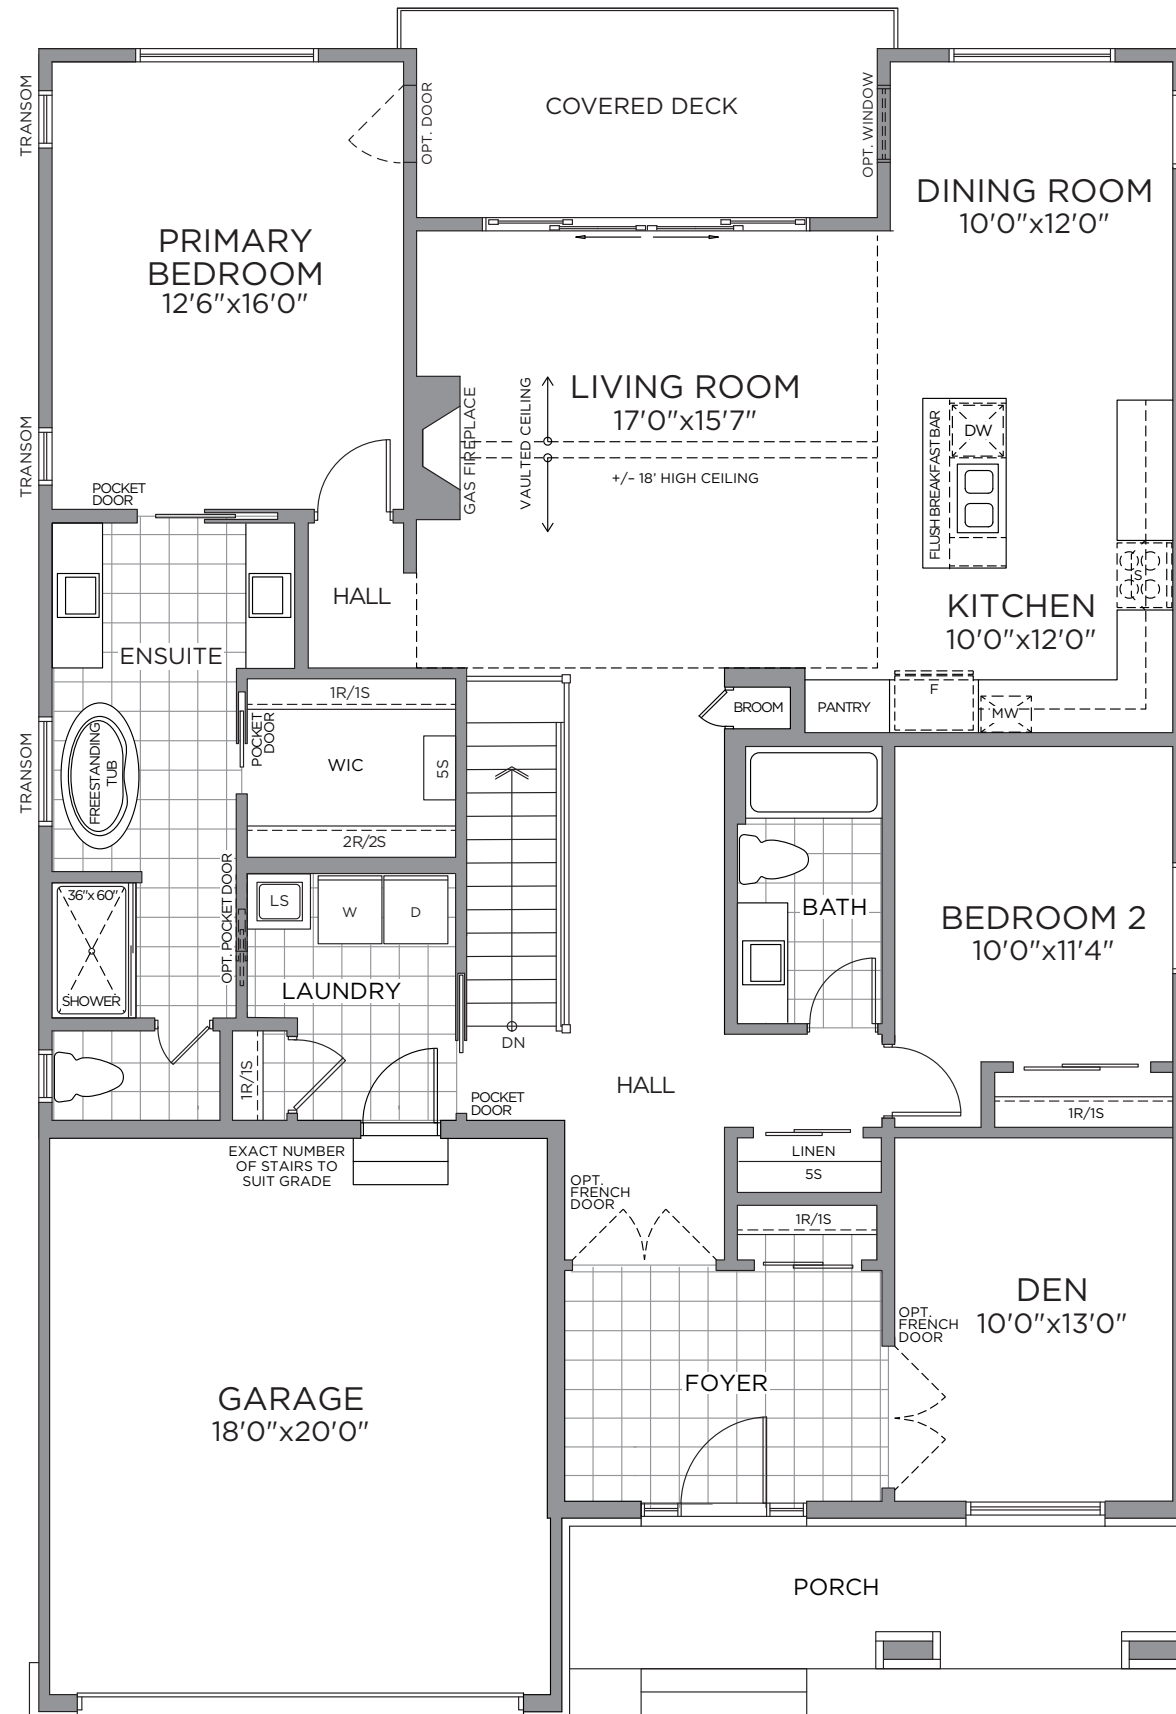 TRANSOM
OPT. DOOR
COVERED DECK
OPT. WINDOW
DINING ROOM
10'0"x12'0"
PRIMARY
BEDROOM
12'6"x16'0"
TRANSOM
POCKET
DOOR
GAS FIREPLACE
VAULTED CEILING
LIVING ROOM
17'0"x15'7"
+/- 18' HIGH CEILING
FLUSH BREAKFAST BAR
DW
S
KITCHEN
10'0"x12'0"
HALL
ENSUITE
1R/1S
POCKET
DOOR
WIC
5S
2R/2S
TRANSOM
FREESTANDING
TUB
BROOM
PANTRY
F
MW
36"x 60"
SHOWER
OPT. POCKET DOOR
LS
W
D
LAUNDRY
1R/1S
DN
POCKET
DOOR
BATH
BEDROOM 2
10'0"x11'4"
1R/1S
HALL
LINEN
5S
EXACT NUMBER
OF STAIRS TO
SUIT GRADE
OPT.
FRENCH
DOOR
1R/1S
DEN
10'0"x13'0"
OPT.
FRENCH
DOOR
FOYER
GARAGE
18'0"x20'0"
PORCH